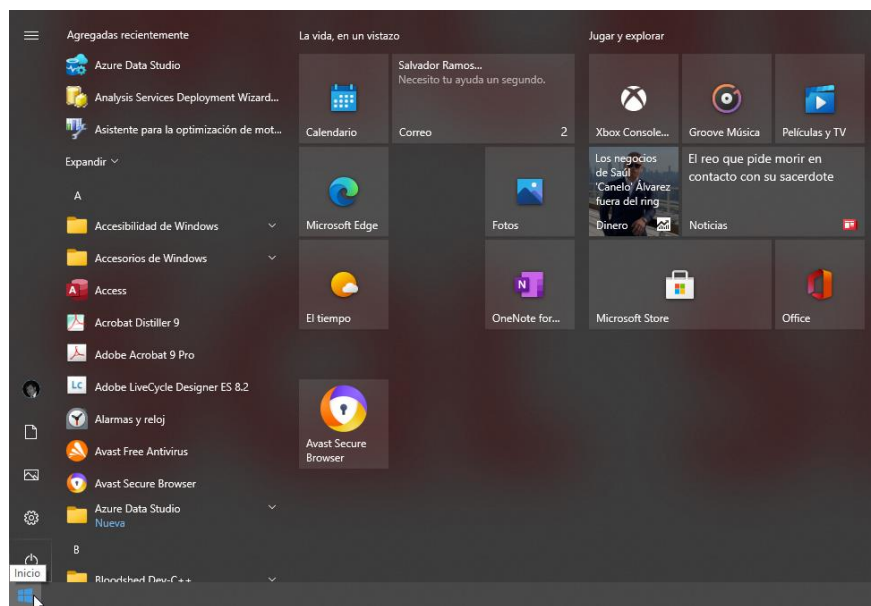 Agregadas recientemente
Azure Data Studio
Analysis Services Deployment Wizard...
Asistente para la optimización de mot...
Expandir
A
Accesibilidad de Windows
Accesorios de Windows
A
Access
Acrobat Distiller 9
Adobe Acrobat 9 Pro
LC
Adobe LiveCycle Designer ES 8.2
Alarmas y reloj
Avast Free Antivirus
Avast Secure Browser
Azure Data Studio
Nueva
B
Bloodshed Dev-C++
Inicio
La vida, en un vistazo
Calendario
Salvador Ramos...
Necesito tu ayuda un segundo.
Correo
2
Microsoft Edge
Fotos
El tiempo
N
OneNote for...
Avast Secure
Browser
Jugar y explorar
Xbox Console...
Groove Música
Películas y TV
Los negocios
de Saúl
'Canelo' Álvarez
fuera del ring
Dinero
El reo que pide morir en
contacto con su sacerdote
Noticias
Microsoft Store
Office